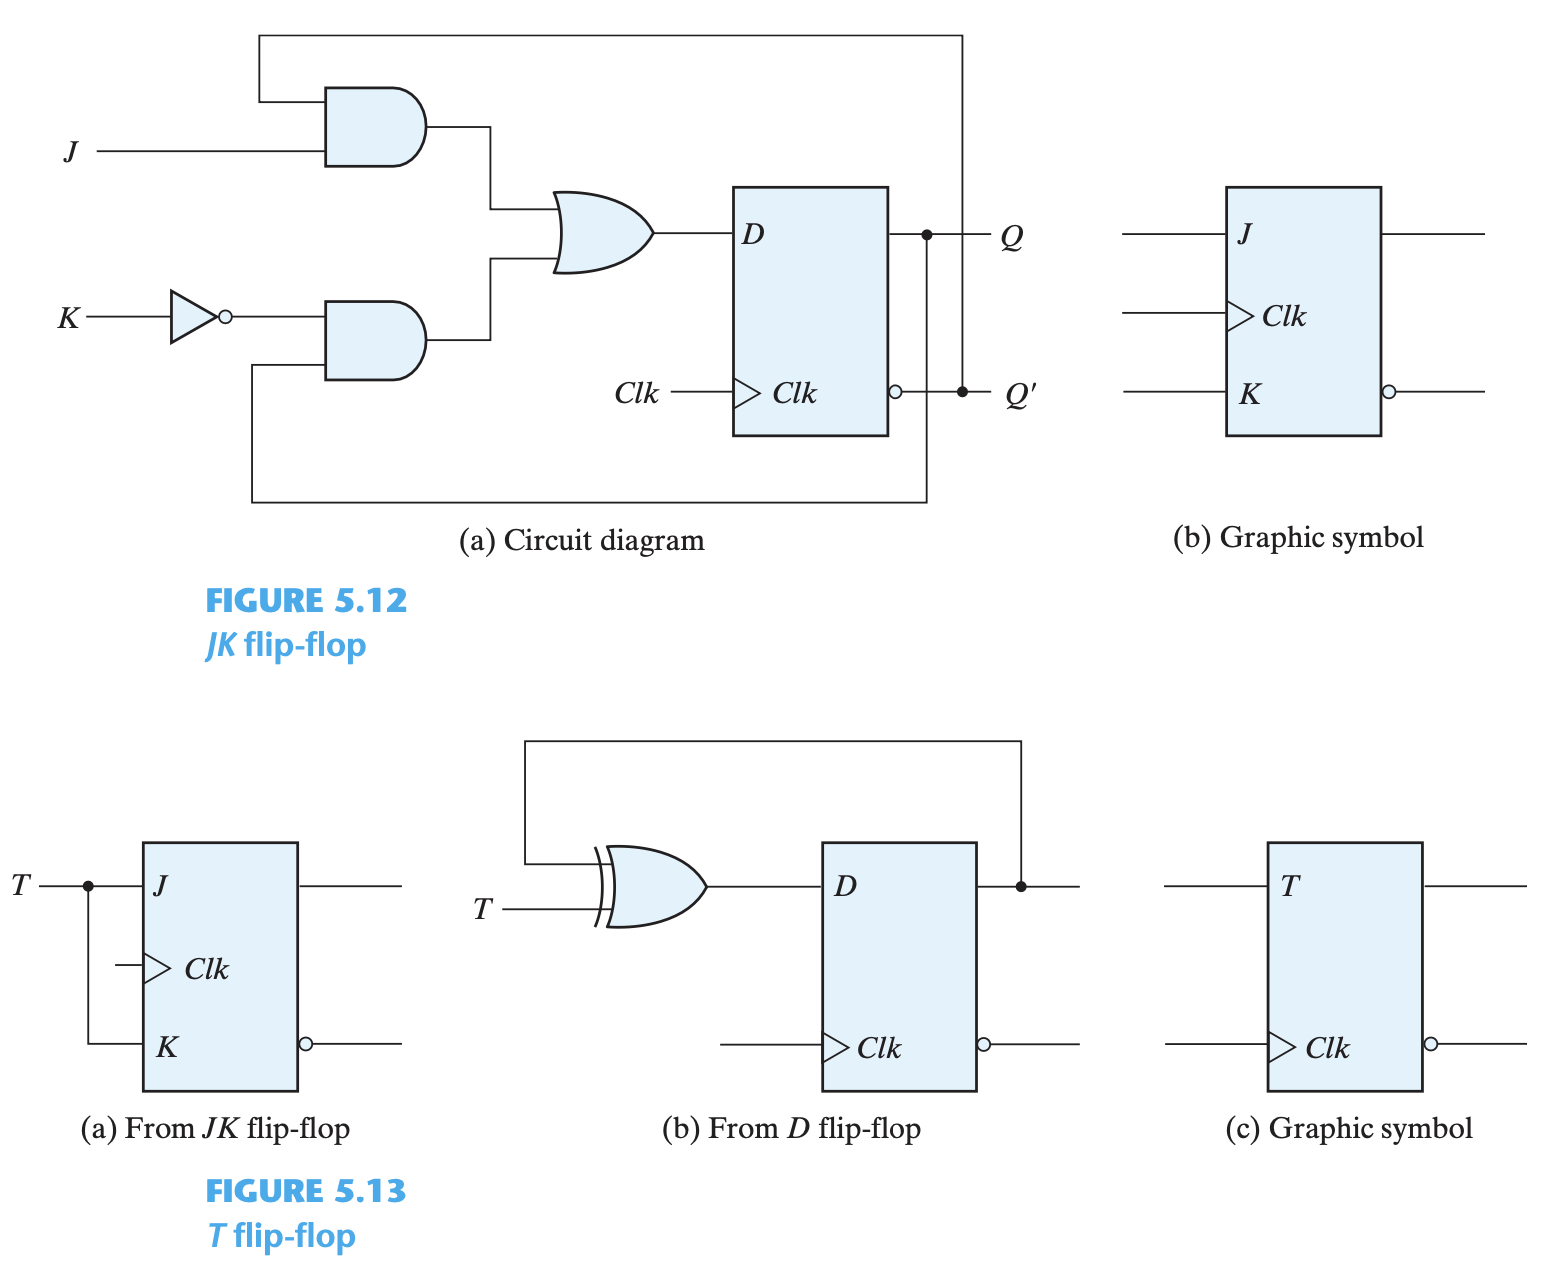 J
K
D
Clk
Clk
Q
Q'
J
Clk
K
(a) Circuit diagram
(b) Graphic symbol
FIGURE 5.12
JK flip-flop
T
J
Clk
K
T
D
Clk
T
Clk
(a) From JK flip-flop
(b) From D flip-flop
(c) Graphic symbol
FIGURE 5.13
T flip-flop